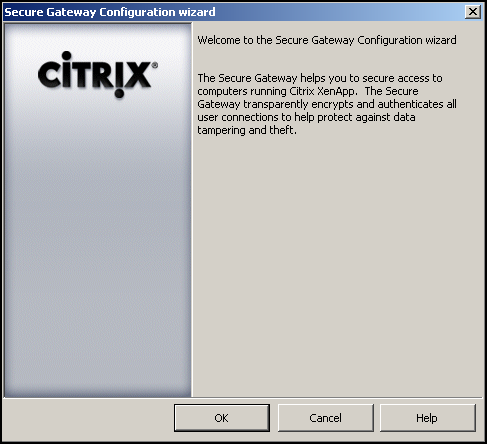 Secure Gateway Configuration wizard
CiTRIX®
Welcome to the Secure Gateway Configuration wizard
The Secure Gateway helps you to secure access to
computers running Citrix XenApp.  The Secure
Gateway transparently encrypts and authenticates all
user connections to help protect against data
tampering and theft.
OK
Cancel
Help